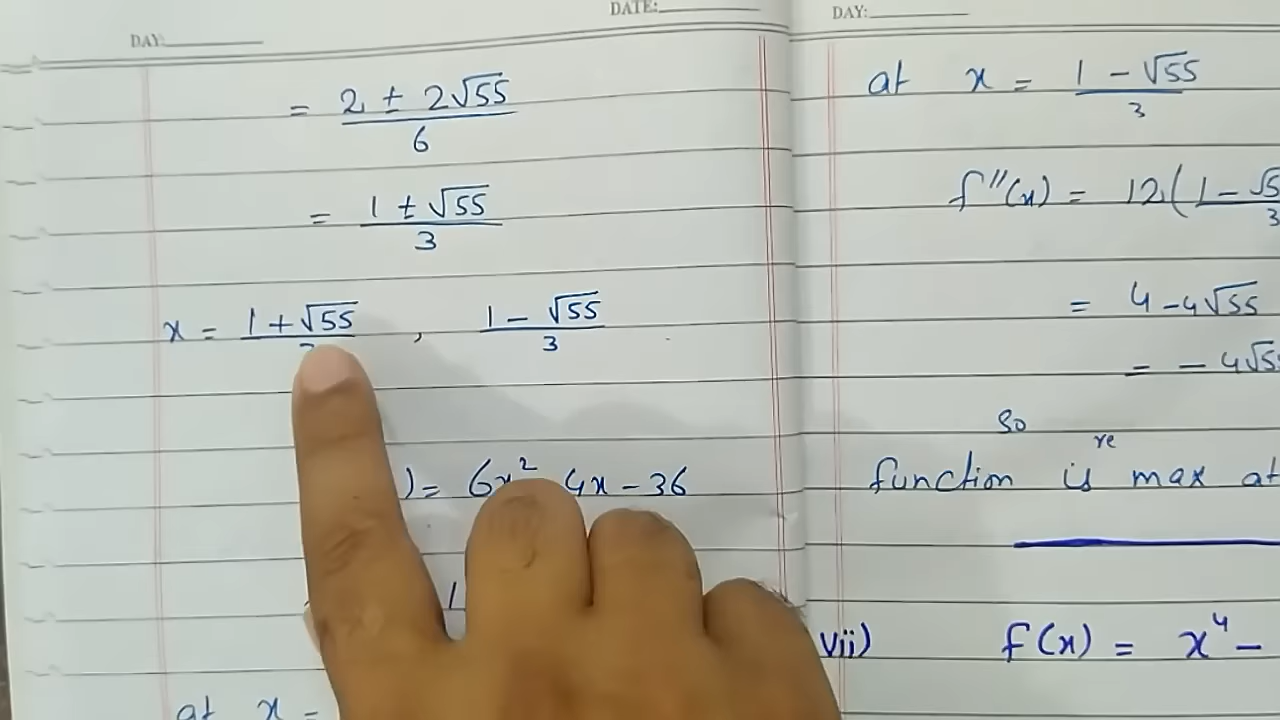 DAY:
= 2 ± 2√55 / 6
= 1 ± √55 / 3
x = 1 + √55 / , 1 - √55 / 3
) = 6x² 4x - 36
at x =
DATE:
DAY:
at x = 1 - √55 / 3
f''(x) = 12(1 - √5 / 3
= 4 - 4√55
= - 4√5
So
function is re max at
vii) f(x) = x⁴ -